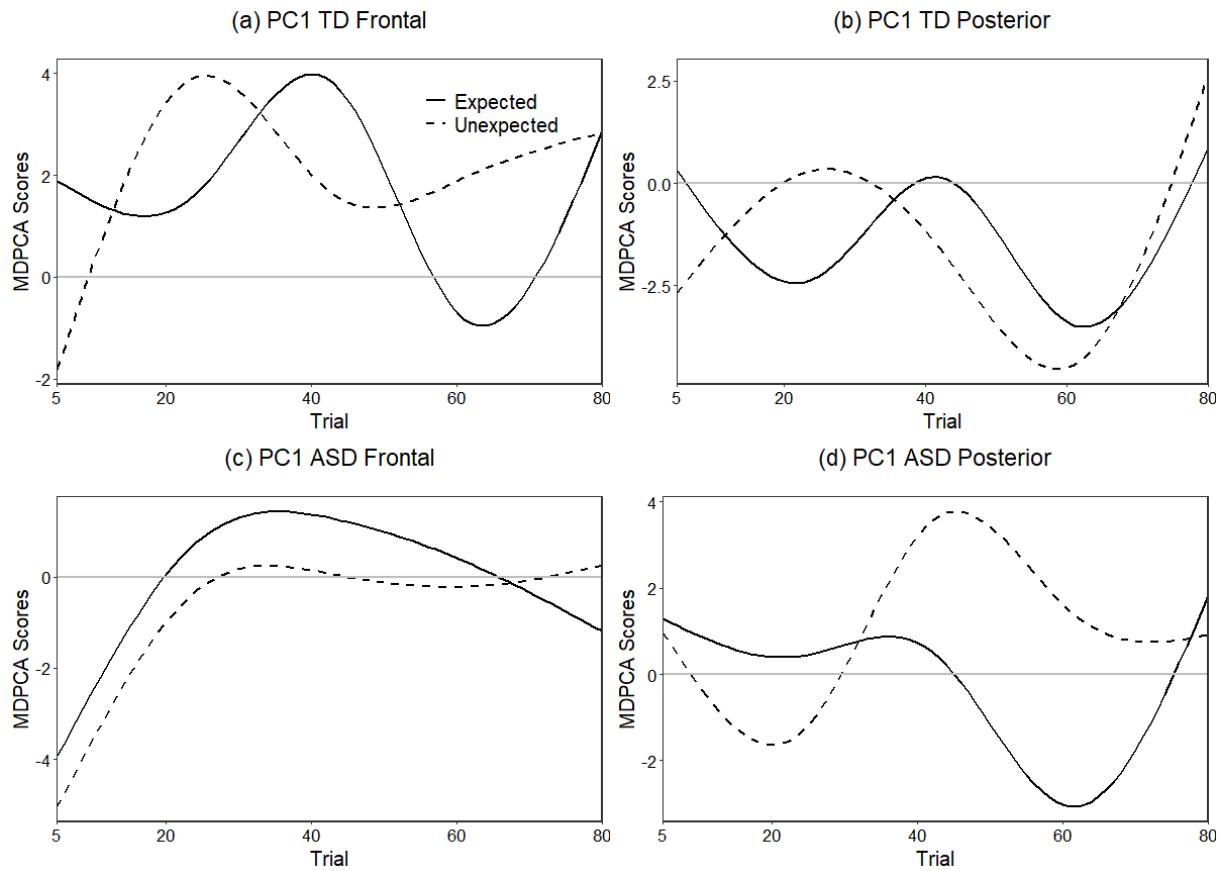 (a) PC1 TD Frontal
MDPCA Scores
4
2
0
-2
Expected
Unexpected
5 20 40 60 80
Trial
(b) PC1 TD Posterior
MDPCA Scores
2.5
0.0
-2.5
5 20 40 60 80
Trial
(c) PC1 ASD Frontal
MDPCA Scores
0
-2
-4
5 20 40 60 80
Trial
(d) PC1 ASD Posterior
MDPCA Scores
4
2
0
-2
5 20 40 60 80
Trial